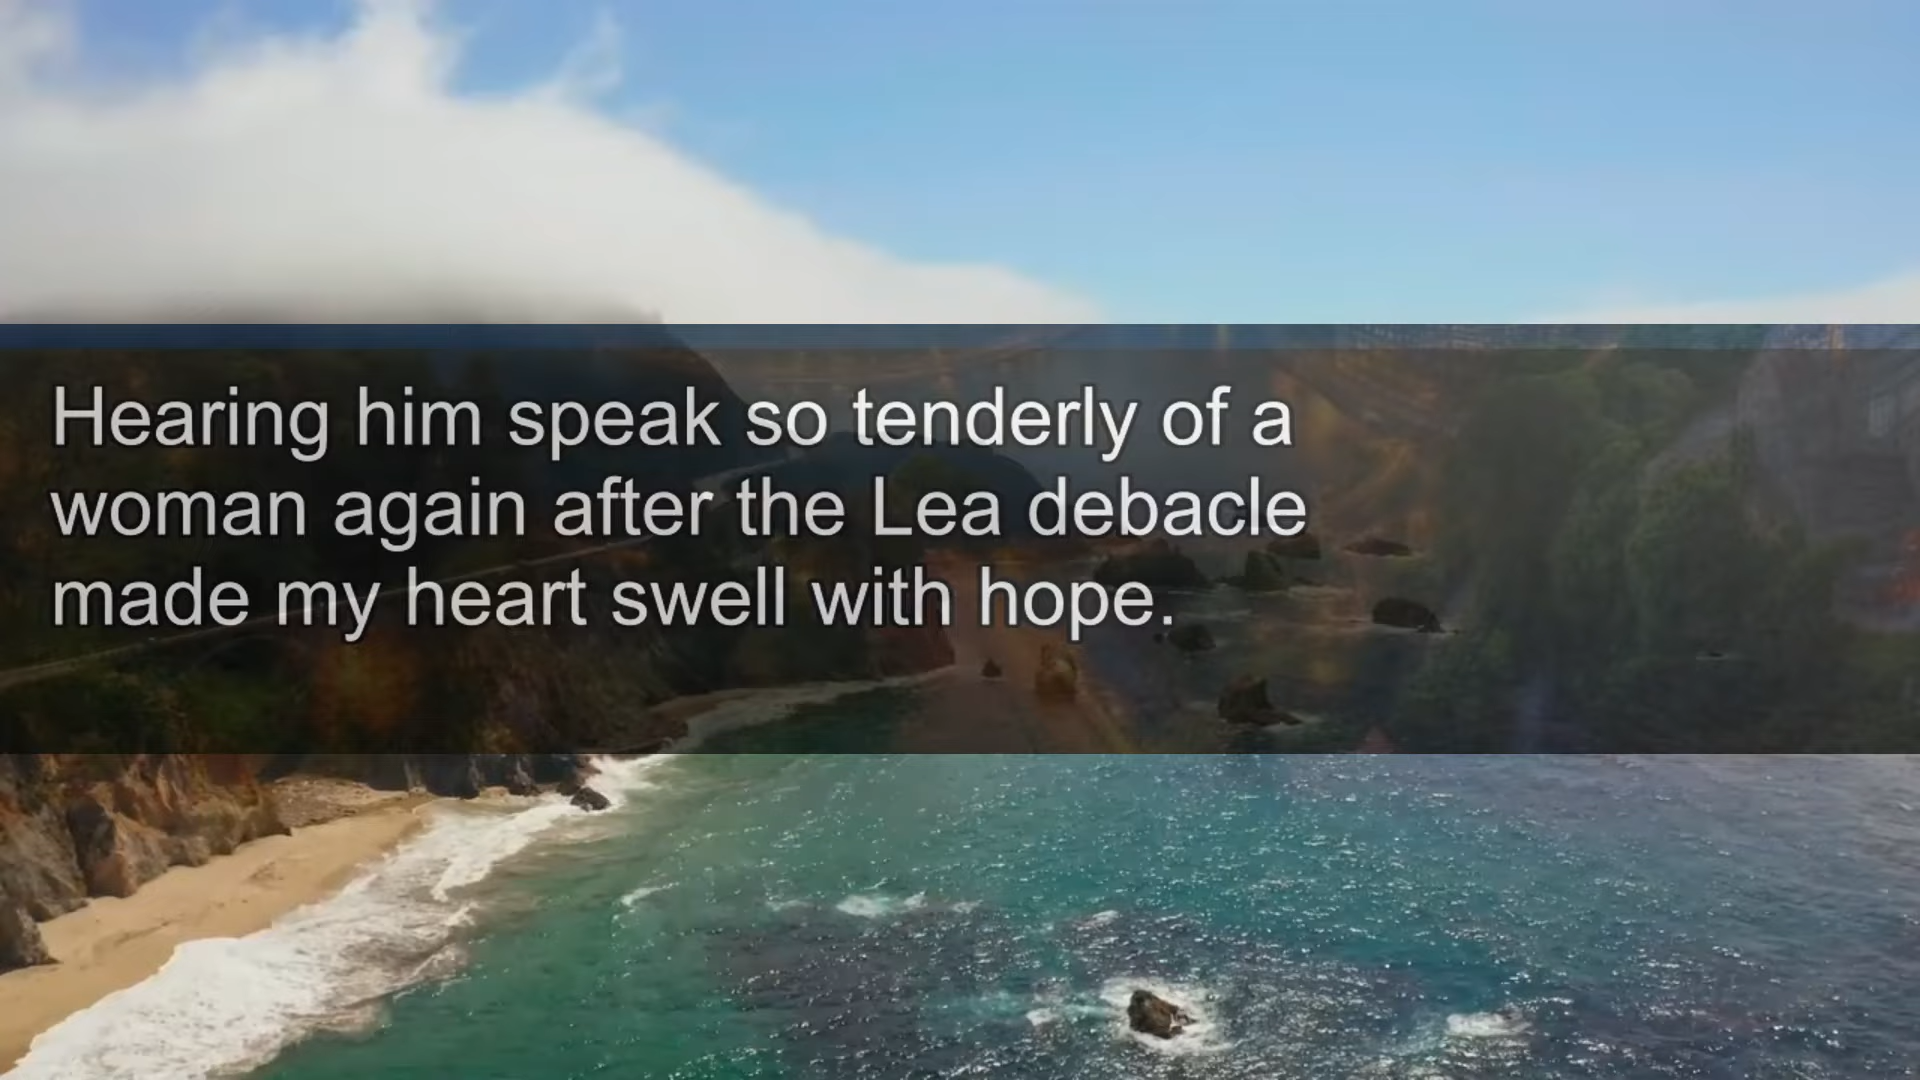 Hearing him speak so tenderly of a
woman again after the Lea debacle
made my heart swell with hope.